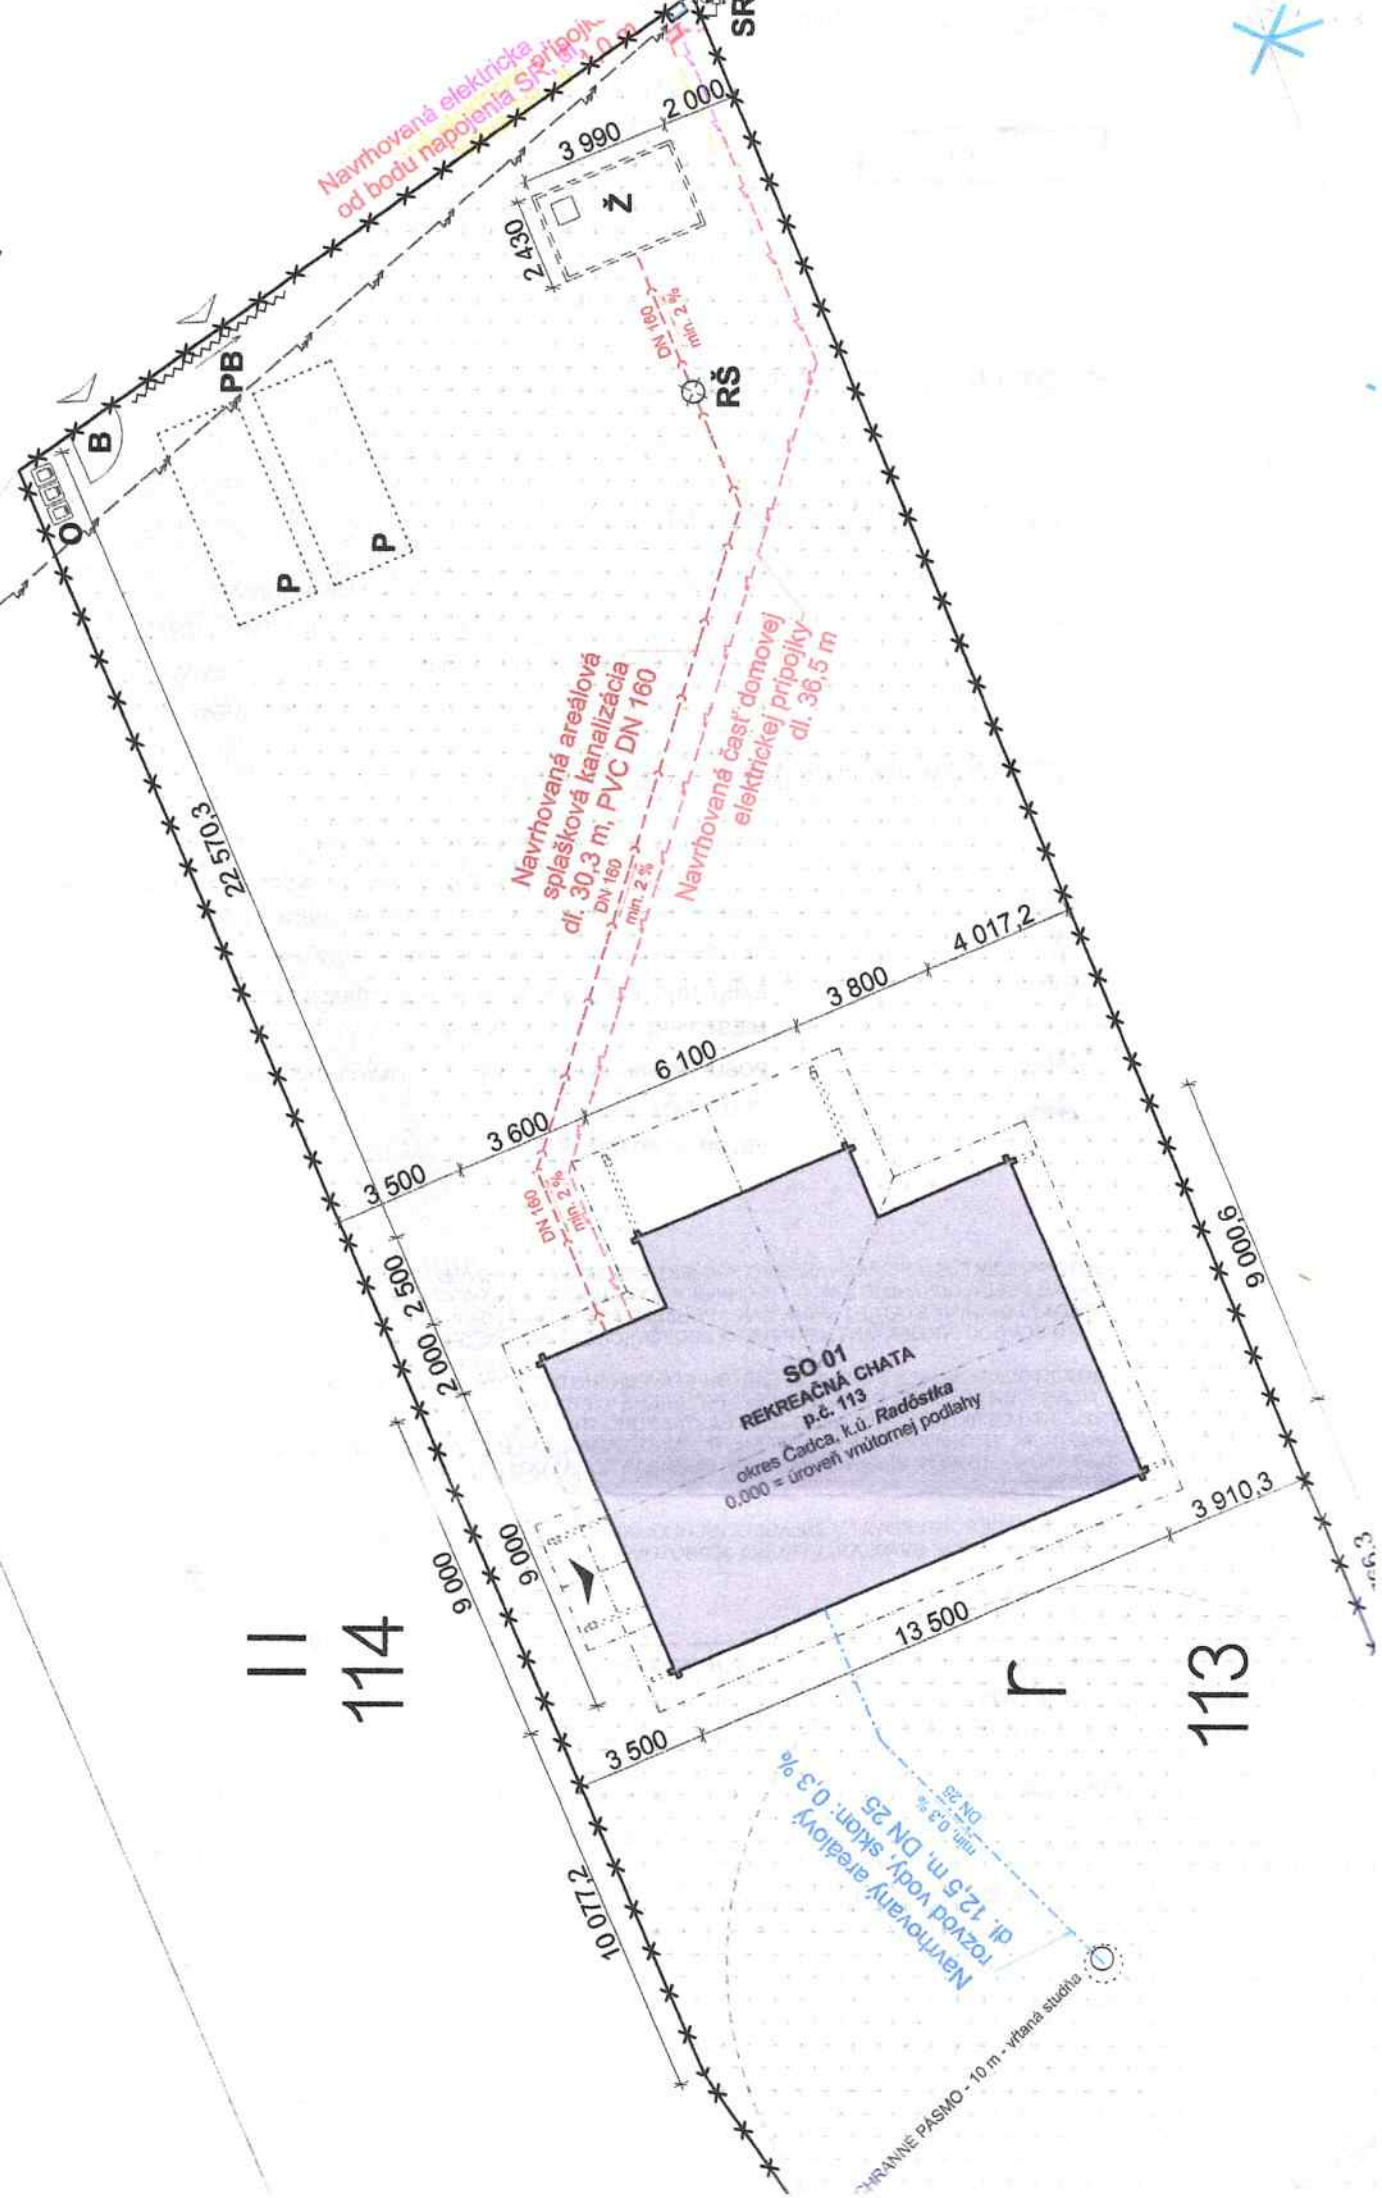 Navrhovaná elektrická
prípojk
od bodu napojenia SR, dl
1,0 m
SR
2 000
3 990
2 430
Ž
DN 160
min. 2 %
RŠ
PB
B
O
P
P
22 570,3
Navrhovaná areálová
splašková kanalizácia
dl. 30,3 m, PVC DN 160
DN 160
min. 2 %
Navrhovaná časť domovej
elektrickej prípojky
dl. 36,5 m
4 017,2
3 800
6 100
3 600
3 500
DN 160
min. 2 %
2 500
2 000
9 000
9 000
SO 01
REKREAČNÁ CHATA
p.č. 113
okres Čadca, k.ú. Radôstka
0,000 = úroveň vnútornej podlahy
9 000,6
3 910,3
13 500
3 500
114
r
113
10 077,2
Navrhovaný areálový
rozvod vody, sklon: 0,3 %
dl. 12,5 m, DN 25
min. 0,3 %
DN 25
CHRANNÉ PÁSMO - 10 m - vŕtaná studňa